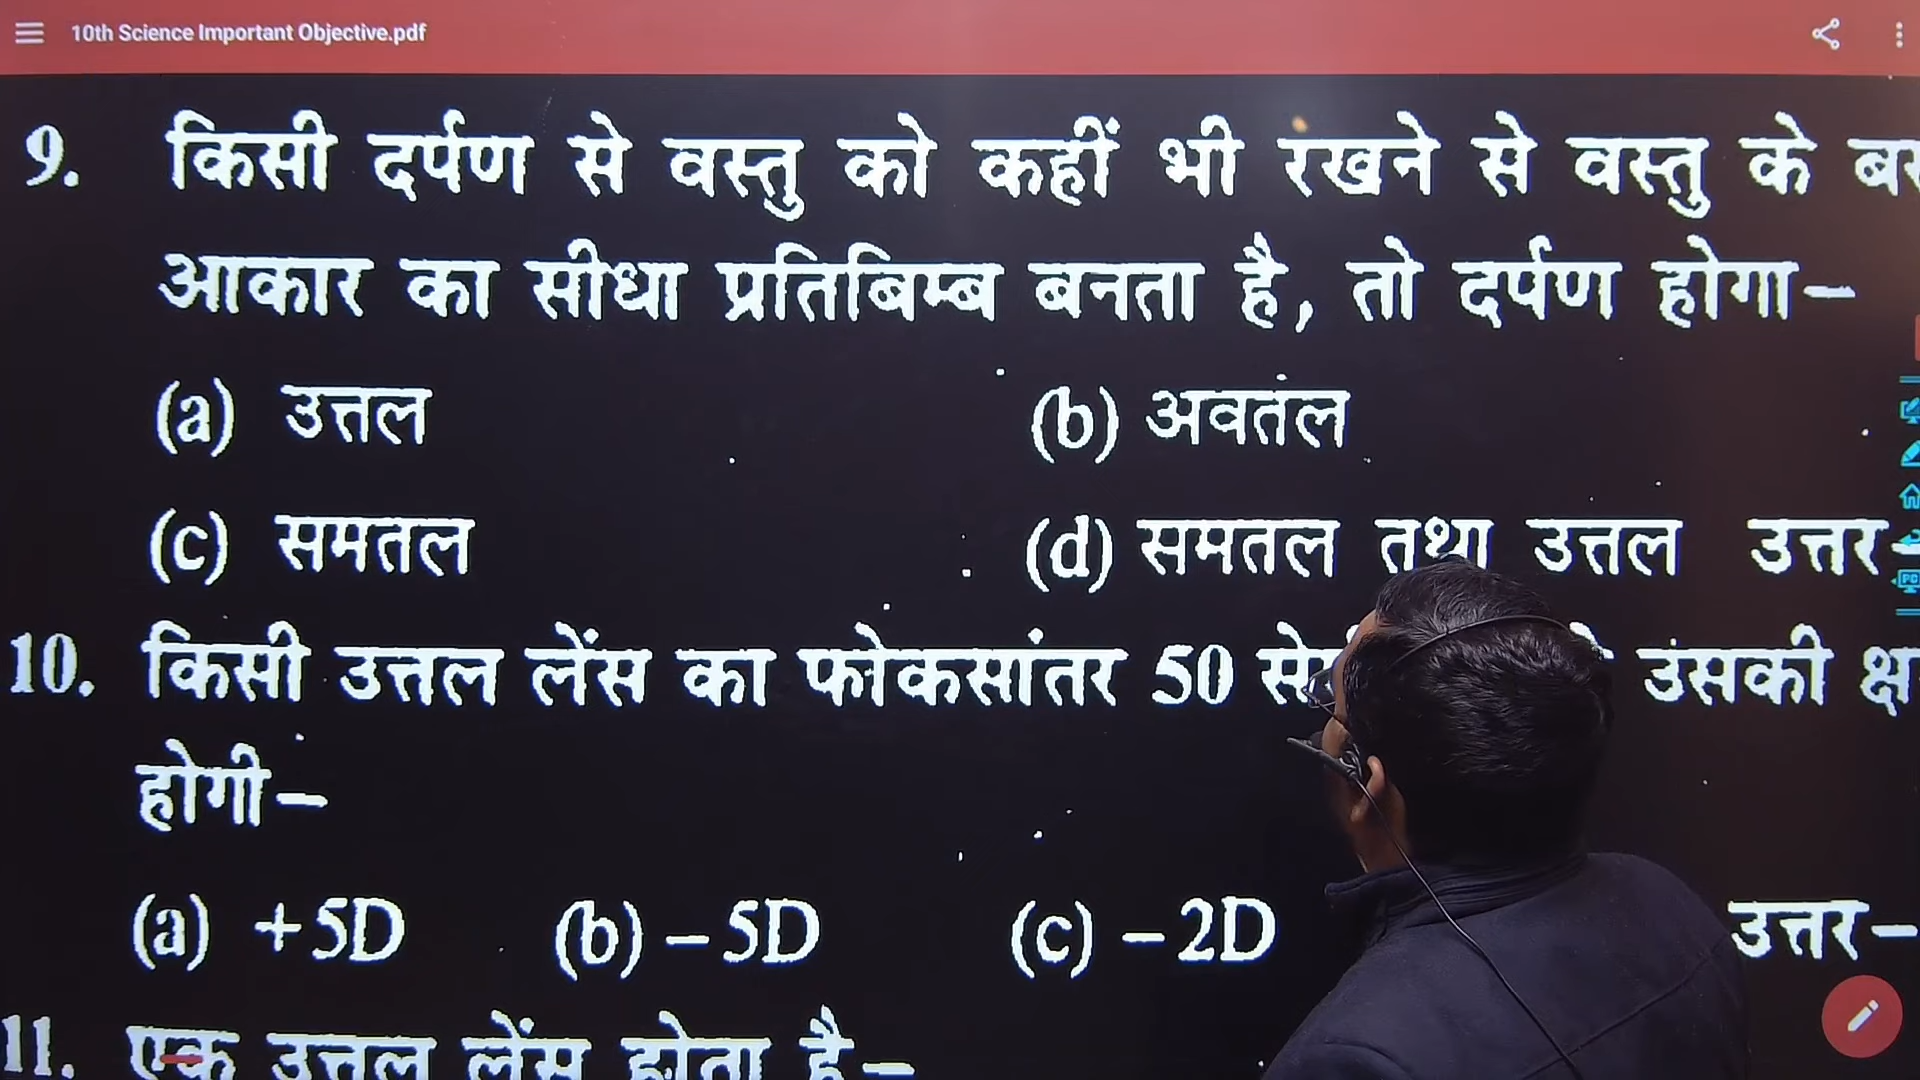 10th Science Important Objective.pdf
9. किसी दर्पण से वस्तु को कहीं भी रखने से वस्तु के
आकार का सीधा प्रतिबिम्ब बनता है, तो दर्पण होगा–
(a) उत्तल (b) अवतल
(c) समतल (d) समतल तथा उत्तल उत्तर–
10. किसी उत्तल लेंस का फोकसांतर 50 उसकी
होगी–
(a) +5D (b) –5D (c) –2D उत्तर–
11. एक उत्तल लेंस होता है–